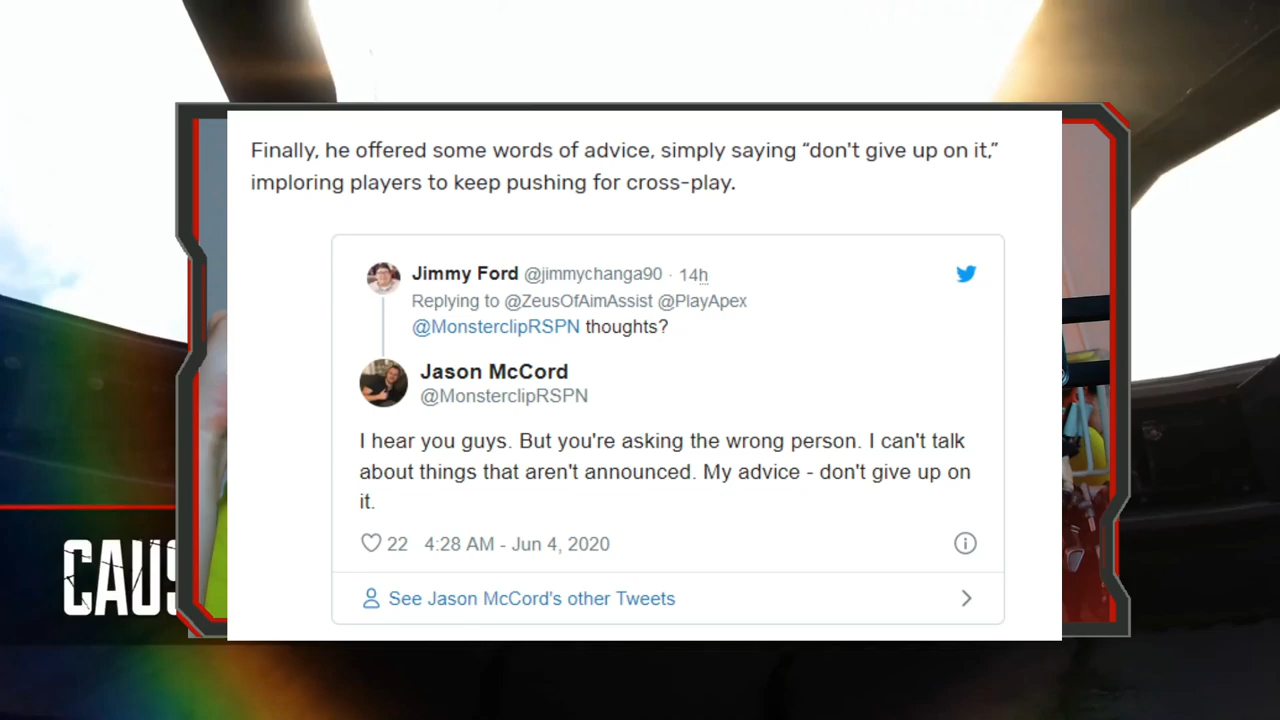 Finally, he offered some words of advice, simply saying “don't give up on it,”
imploring players to keep pushing for cross-play.
Jimmy Ford @jimmychanga90 · 14h
Replying to @ZeusOfAimAssist @PlayApex
@MonsterclipRSPN thoughts?
Jason McCord
@MonsterclipRSPN
I hear you guys. But you're asking the wrong person. I can't talk
about things that aren't announced. My advice - don't give up on
it.
22 4:28 AM - Jun 4, 2020
See Jason McCord's other Tweets